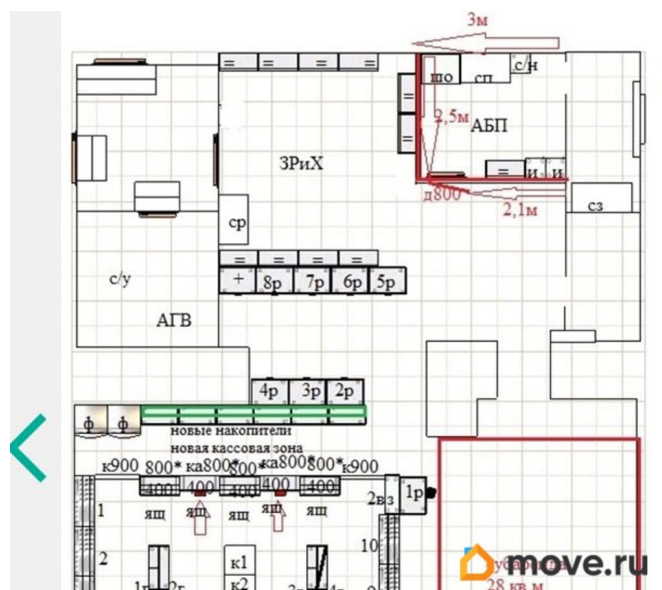 3м
шо сп с/н
2,5м АБП
ЗРиХ
= и и
д800
2,1м
сз
ср
с/у
+ 8р 7р 6р 5р
АГВ
4р 3р 2р
ф ф
новые накопители
новая кассовая зона
к900 800* ка800* 800* ка800* 800* к900
400 400 400 400 400
2вз 1р
1 ящ ящ ящ ящ ящ
2 к1 10
к2
move.ru
28 кв.м